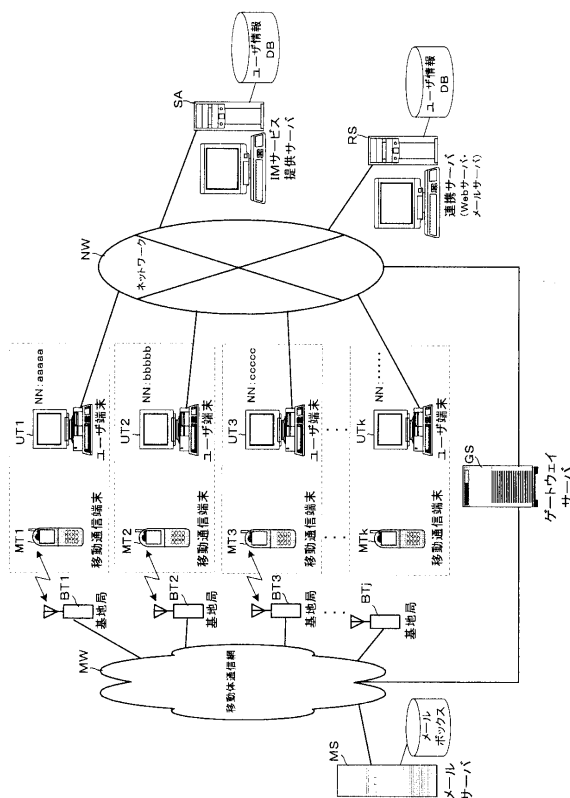 SA
ユーザ情報
DB
IMサービス
提供サーバ
RS
ユーザ情報
DB
連携サーバ
(Webサーバ・
メールサーバ)
NW
ネットワーク
UT1
NN:aaaaa
ユーザ端末
UT2
NN:bbbbb
ユーザ端末
UT3
NN:ccccc
ユーザ端末
UTk
NN:・・・・・・
ユーザ端末
MT1
移動通信端末
MT2
移動通信端末
MT3
移動通信端末
MTk
移動通信端末
GS
ゲートウェイ
サーバ
BT1
基地局
BT2
基地局
BT3
基地局
BTj
基地局
MW
移動体通信網
MS
メール
サーバ
メール
ボックス